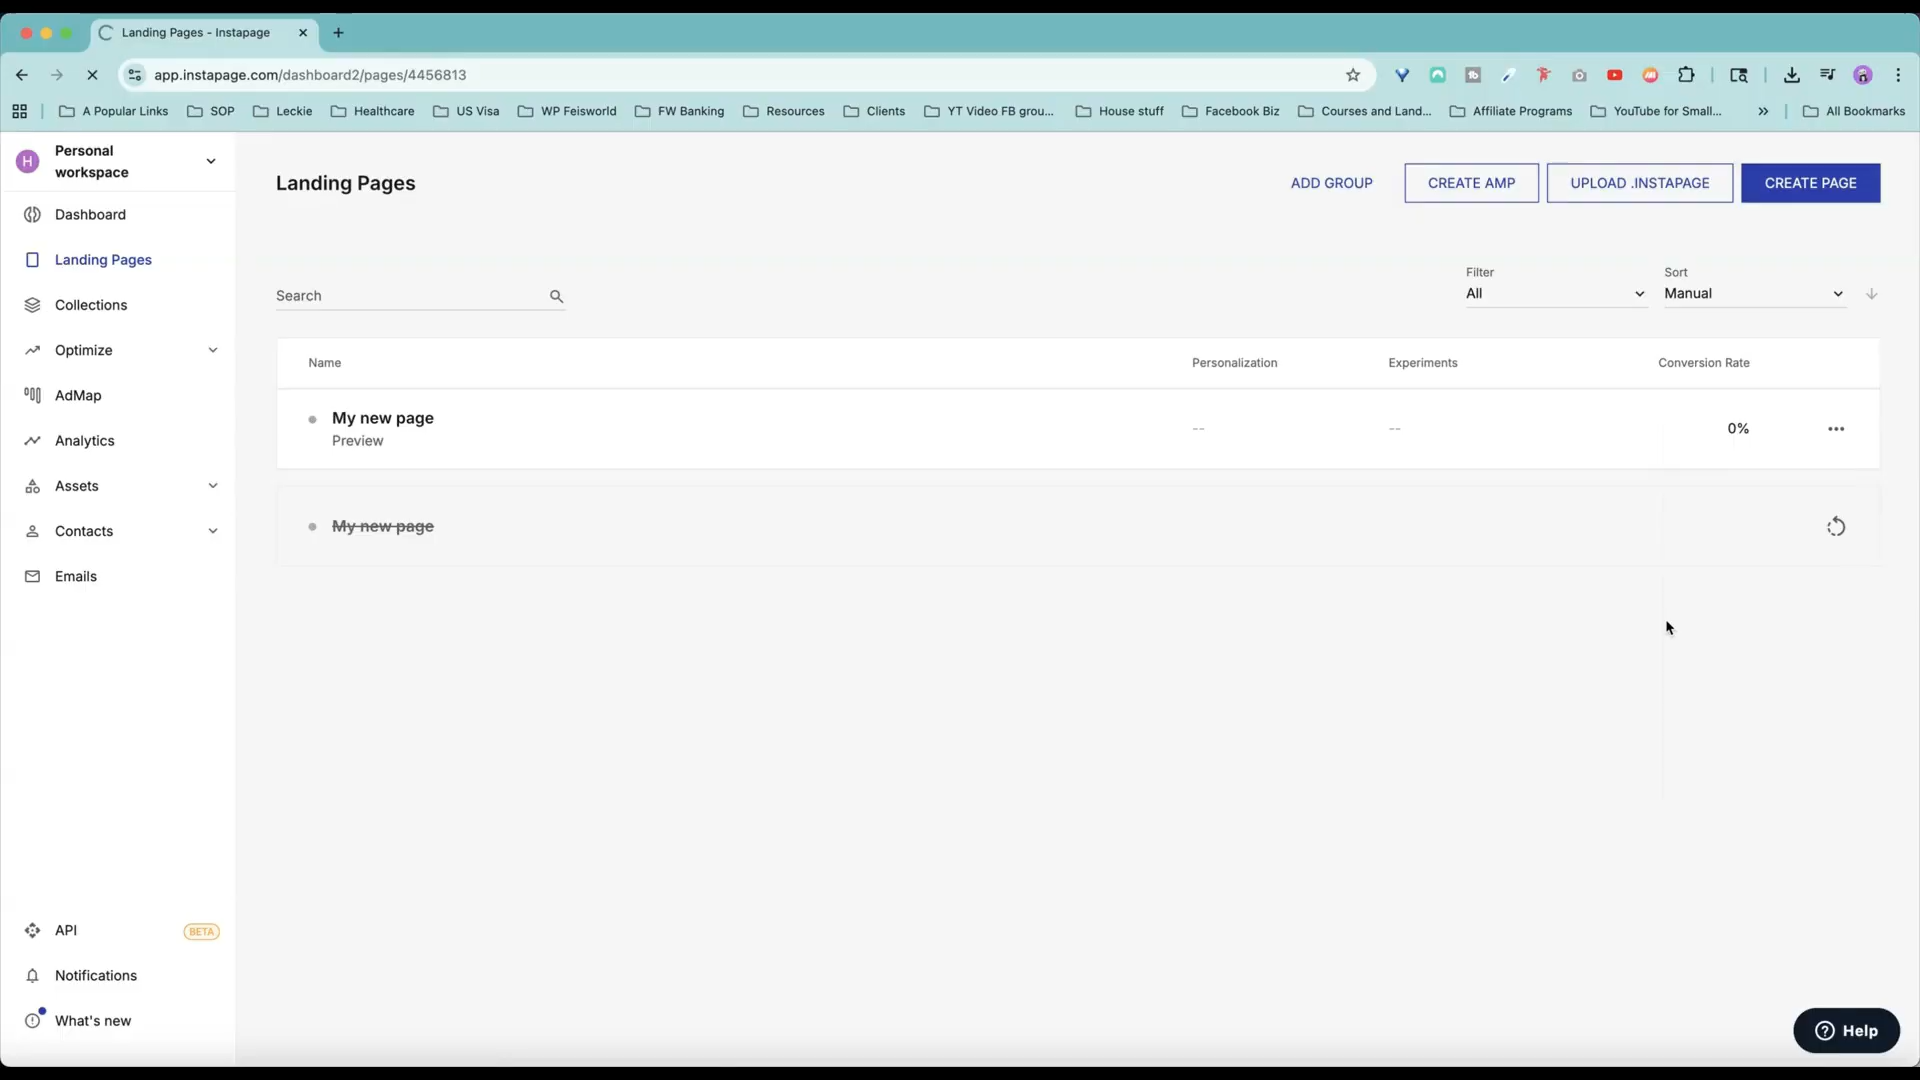 Landing Pages - Instapage
app.instapage.com/dashboard2/pages/4456813
A Popular Links
SOP
Leckie
Healthcare
US Visa
WP Feisworld
FW Banking
Resources
Clients
YT Video FB grou...
House stuff
Facebook Biz
Courses and Land...
Affiliate Programs
YouTube for Small...
All Bookmarks
H
Personal
workspace
Dashboard
Landing Pages
Collections
Optimize
AdMap
Analytics
Assets
Contacts
Emails
API
BETA
Notifications
What's new
Landing Pages
ADD GROUP
CREATE AMP
UPLOAD .INSTAPAGE
CREATE PAGE
Search
Filter
All
Sort
Manual
Name
Personalization
Experiments
Conversion Rate
My new page
Preview
--
--
0%
My new page
Help